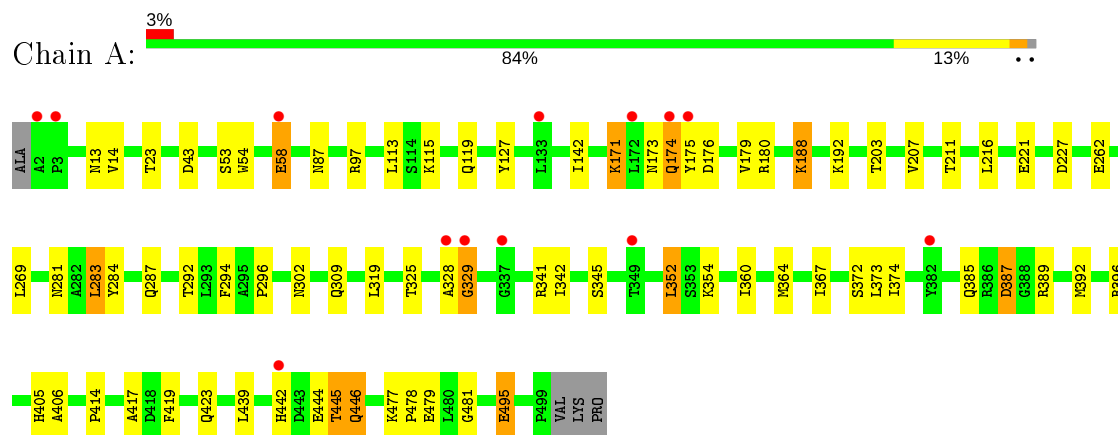 3%
Chain A:
84%
13%
ALA A2 P3 N13 V14 T23 D43 S53 W54 E58 N87 R97 L113 S114 K115 Q119 Y127 L133 I142 K171 L172 N173 Q174 Y175 D176 V179 R180 K188 K192 T203 V207 T211 L216 E221 D227 E262
L269 N281 A282 L283 Y284 Q287 T292 L293 F294 A295 P296 N302 Q309 L319 T325 A328 G329 G337 R341 I342 S345 T349 L352 S353 K354 I360 M364 I367 S372 L373 I374 Y382 Q385 R386 D387 G388 R389 M392
H405 A406 P414 A417 D418 F419 Q423 L439 H442 D443 E444 T445 Q446 K477 P478 E479 L480 G481 E495 P499 VAL LYS PRO